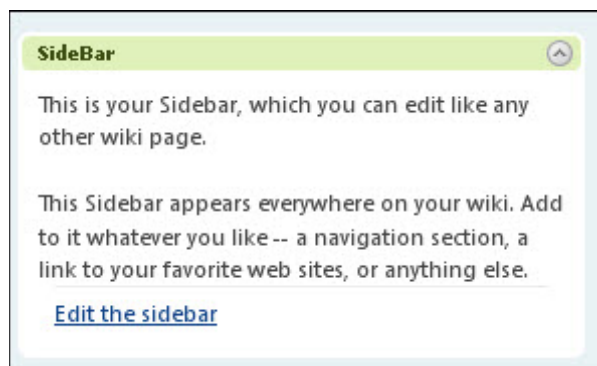 SideBar
This is your Sidebar, which you can edit like any
other wiki page.
This Sidebar appears everywhere on your wiki. Add
to it whatever you like -- a navigation section, a
link to your favorite web sites, or anything else.
Edit the sidebar